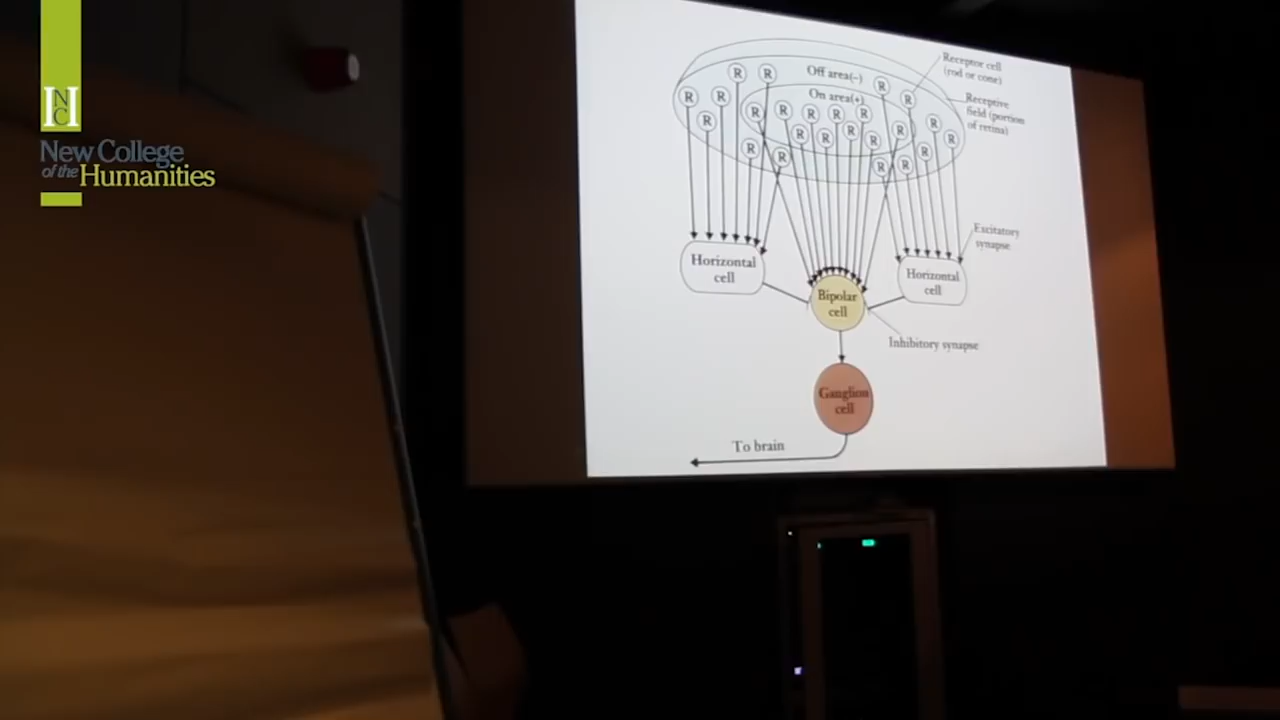 HNC
New College
of the Humanities
Off area(–)
On area(+)
R R R R R R R R R R R R R R R R R R R R R R R R R R
Receptor cell
(rod or cone)
Receptive
field (portion
of retina)
Excitatory
synapse
Horizontal
cell
Horizontal
cell
Bipolar
cell
Inhibitory synapse
Ganglion
cell
To brain